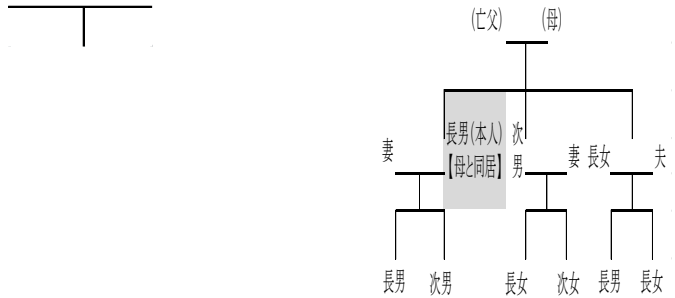 (亡父) (母)
妻 長男(本人) 次男 妻 長女 夫
【母と同居】
長男 次男 長女 次女 長男 長女